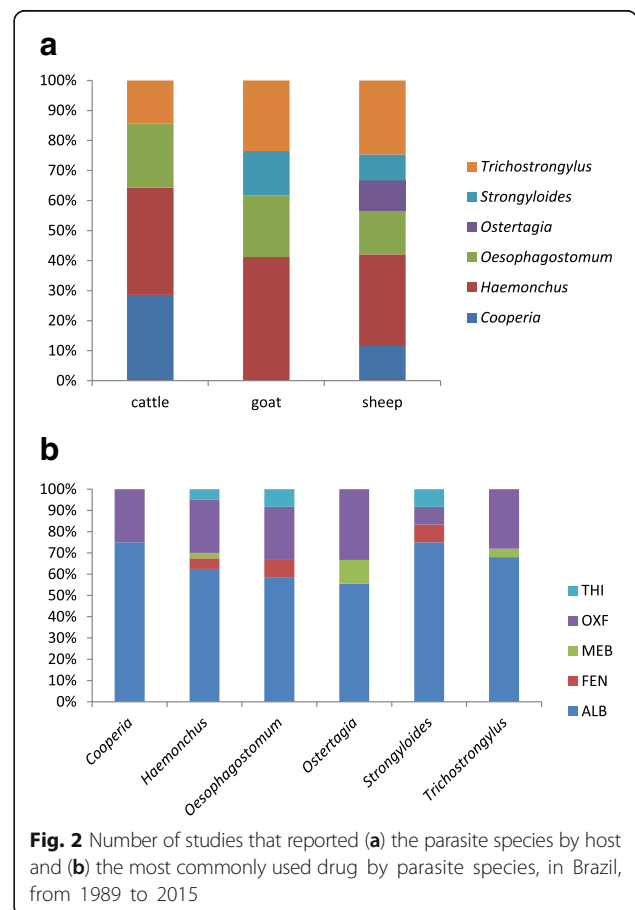 a
100%
90%
80%
70%
60%
50%
40%
30%
20%
10%
0%
cattle goat sheep
Trichostrongylus
Strongyloides
Ostertagia
Oesophagostomum
Haemonchus
Cooperia
b
100%
90%
80%
70%
60%
50%
40%
30%
20%
10%
0%
Cooperia
Haemonchus
Oesophagostomum
Ostertagia
Strongyloides
Trichostrongylus
THI
OXF
MEB
FEN
ALB
Fig. 2 Number of studies that reported (a) the parasite species by host
and (b) the most commonly used drug by parasite species, in Brazil,
from 1989 to 2015